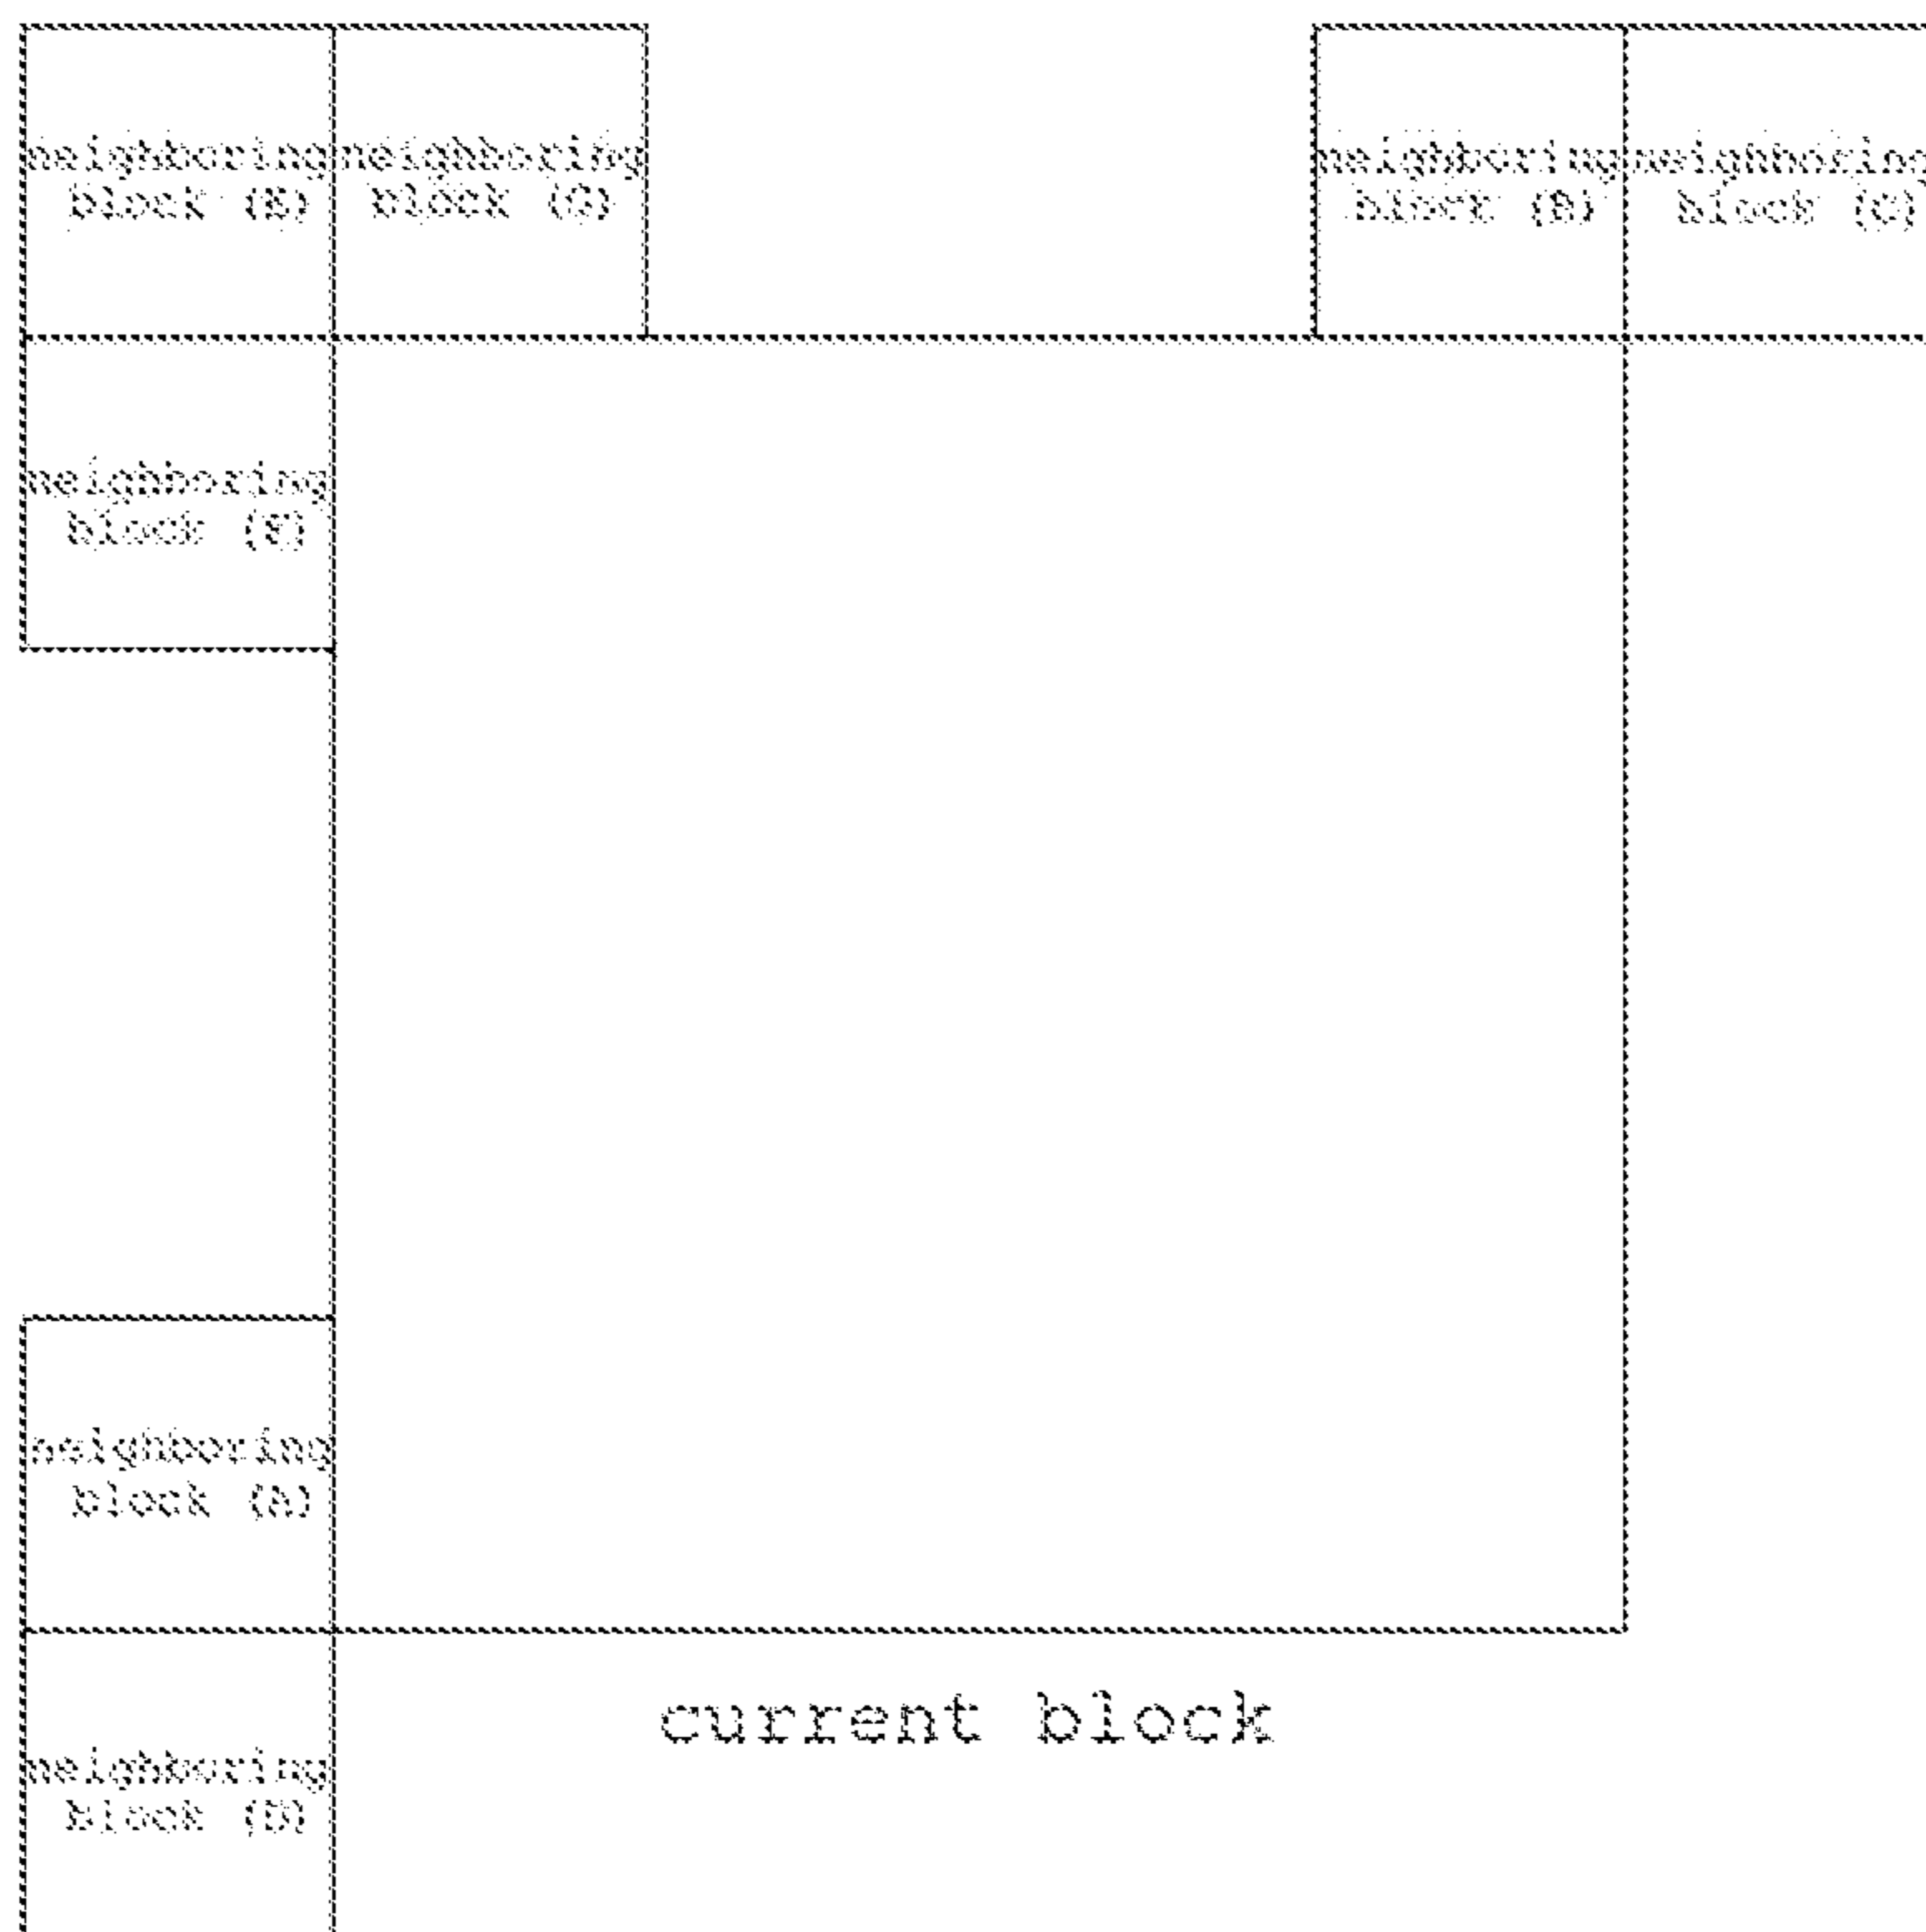 neighboring
block (E)
neighboring
block (G)
neighboring
block (B)
neighboring
block (C)
neighboring
block (F)
neighboring
block (A)
neighboring
block (D)
current block